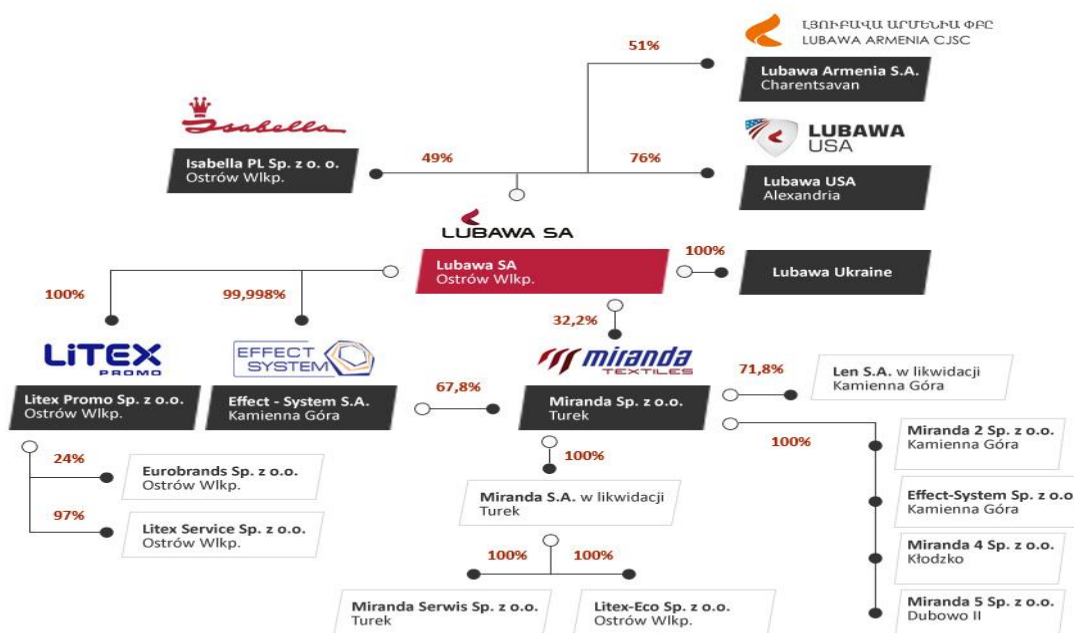 ԼՅՈՒԲԱՎԱ ԱՐՄԵՆԻԱ ՓԲԸ
LUBAWA ARMENIA CJSC
51%
Lubawa Armenia S.A.
Charentsavan
Isabella
LUBAWA
USA
Isabella PL Sp. z o. o.
Ostrów Wlkp.
49%
76%
Lubawa USA
Alexandria
LUBAWA SA
Lubawa SA
Ostrów Wlkp.
100%
Lubawa Ukraine
100%
99,998%
32,2%
LiTEX
PROMO
EFFECT
SYSTEM
miranda
TEXTILES
71,8%
Len S.A. w likwidacji
Kamienna Góra
Litex Promo Sp. z o.o.
Ostrów Wlkp.
Effect - System S.A.
Kamienna Góra
67,8%
Miranda Sp. z o.o.
Turek
100%
Miranda 2 Sp. z o.o.
Kamienna Góra
24%
Eurobrands Sp. z o.o.
Ostrów Wlkp.
100%
Miranda S.A. w likwidacji
Turek
Effect-System Sp. z o.o
Kamienna Góra
97%
Litex Service Sp. z o.o.
Ostrów Wlkp.
Miranda 4 Sp. z o.o.
Kłodzko
100%
100%
Miranda Serwis Sp. z o.o.
Turek
Litex-Eco Sp. z o.o.
Ostrów Wlkp.
Miranda 5 Sp. z o.o.
Dubowo II